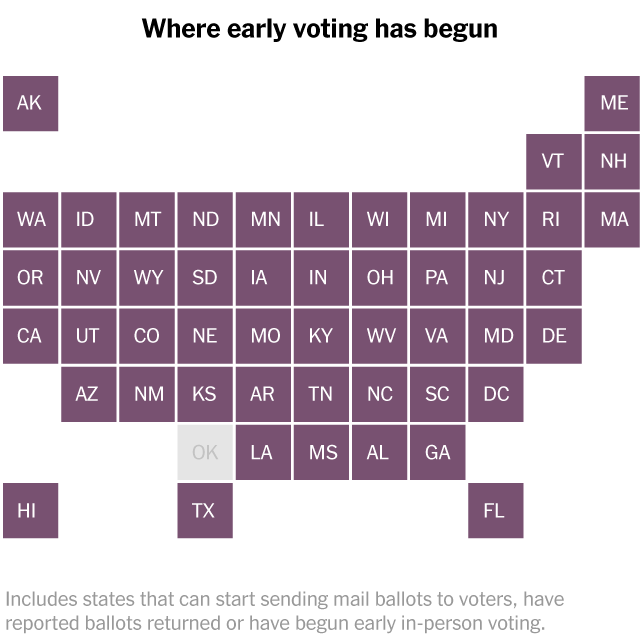 Where early voting has begun
AK ME
VT NH
WA ID MT ND MN IL WI MI NY RI MA
OR NV WY SD IA IN OH PA NJ CT
CA UT CO NE MO KY WV VA MD DE
AZ NM KS AR TN NC SC DC
OK LA MS AL GA
HI TX FL
Includes states that can start sending mail ballots to voters, have
reported ballots returned or have begun early in-person voting.